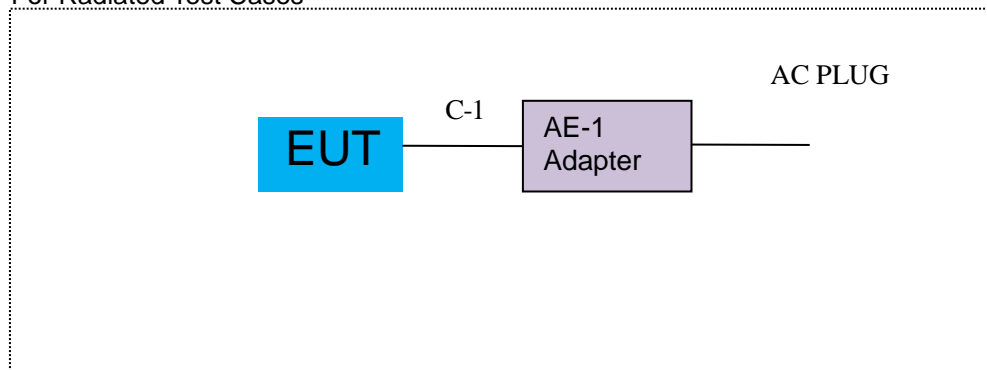 For Radiated Test Cases
AC PLUG
C-1
EUT
AE-1
Adapter